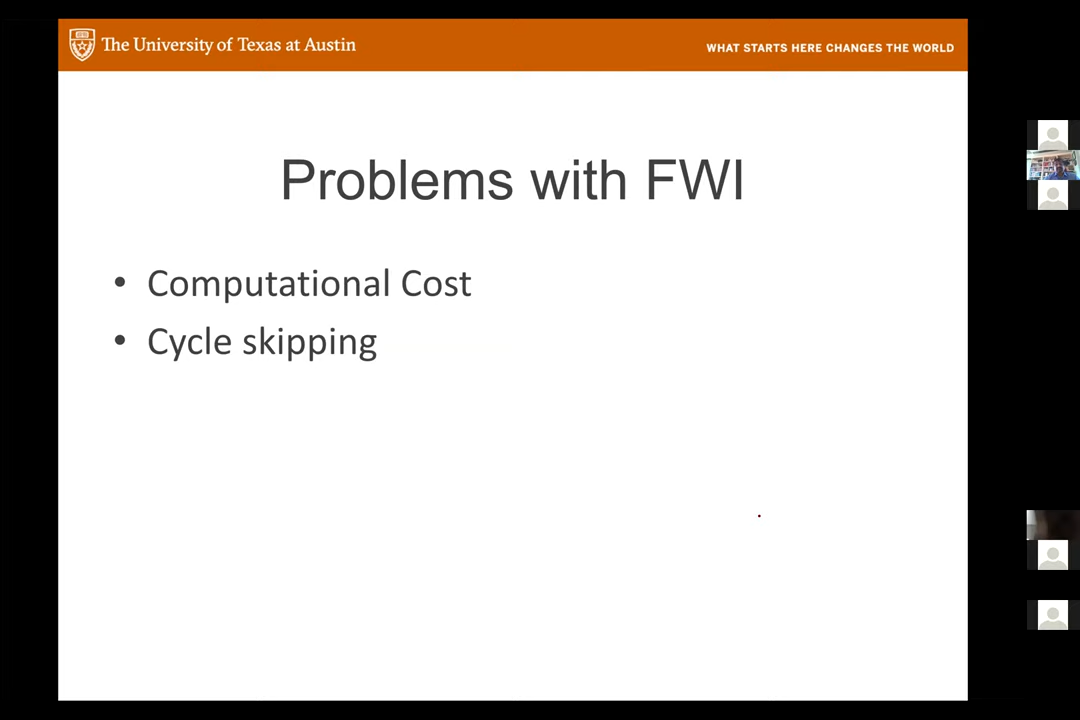 The University of Texas at Austin
WHAT STARTS HERE CHANGES THE WORLD
Problems with FWI
• Computational Cost
• Cycle skipping